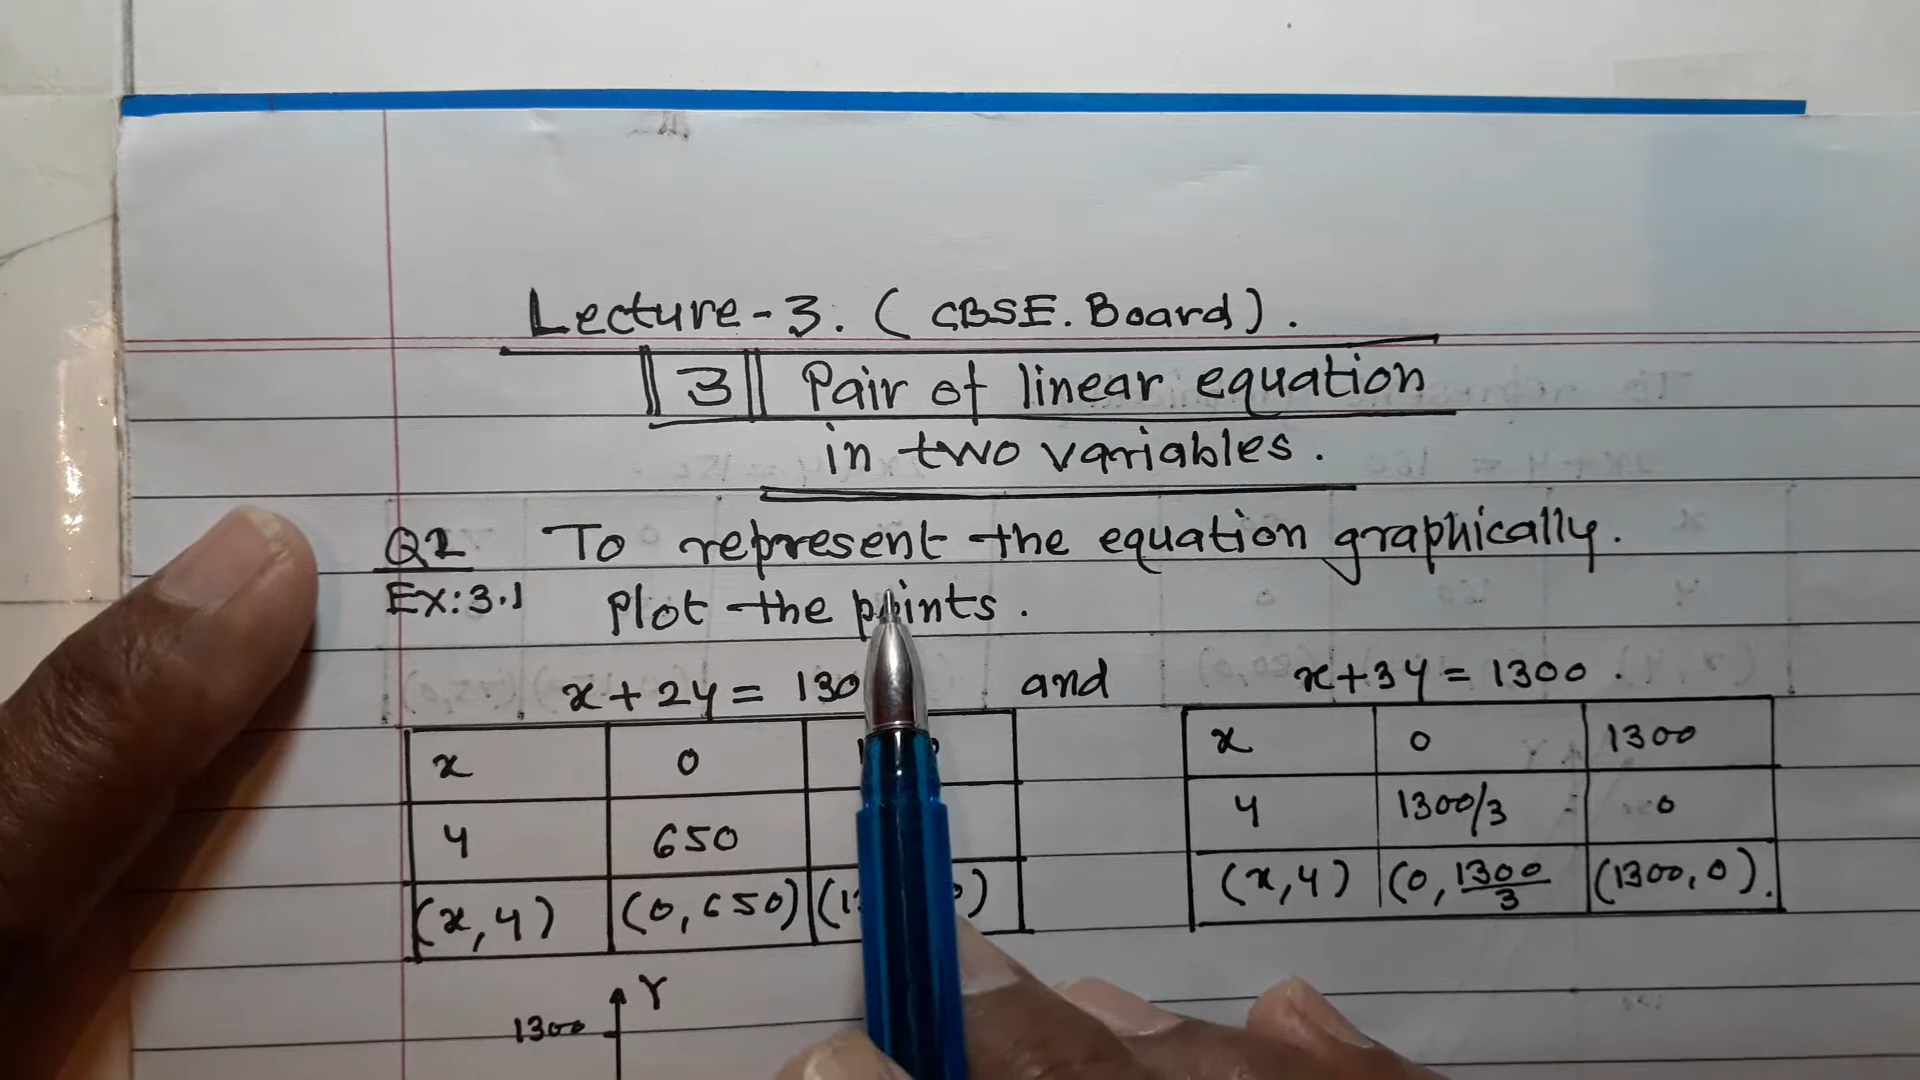 Lecture-3. (CBSE. Board).
3 Pair of linear equation
in two variables.
Q2 To represent the equation graphically.
Ex:3.1 Plot the points.
x+2y = 130 and x+3y = 1300.
x 0 x 0 1300
y 650 y 1300/3 0
(x,y) (0,650) (x,y) (0, 1300/3) (1300,0).
Y
1300